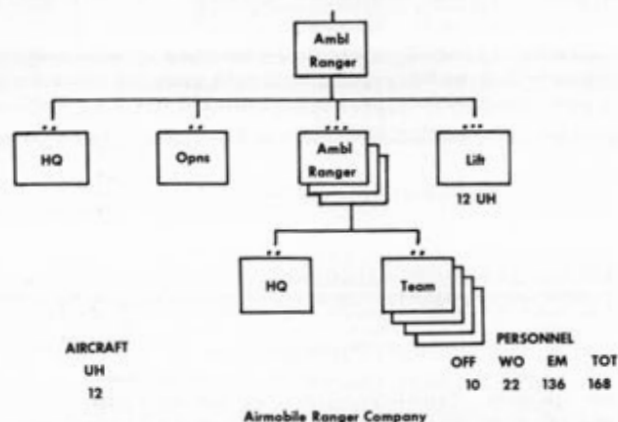 Ambl
Ranger
HQ
Opns
Ambl
Ranger
Lift
12 UH
HQ
Team
AIRCRAFT
UH
12
PERSONNEL
OFF WO EM TOT
10 22 136 168
Airmobile Ranger Company